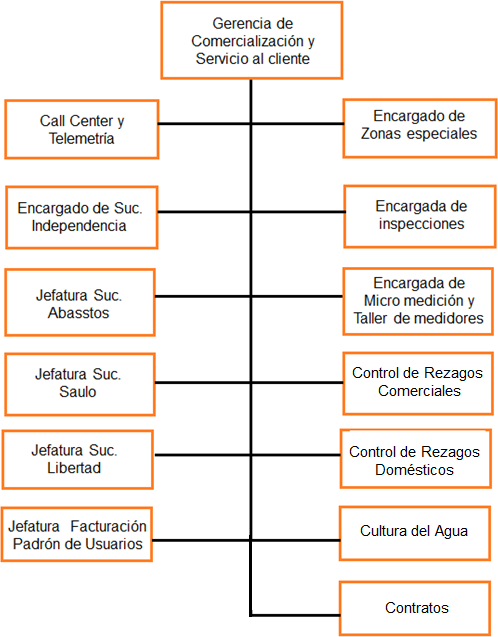 Gerencia de
Comercialización y
Servicio al cliente
Call Center y
Telemetría
Encargado de
Zonas especiales
Encargado de Suc.
Independencia
Encargada de
inspecciones
Jefatura Suc.
Abasstos
Encargada de
Micro medición y
Taller de medidores
Jefatura Suc.
Saulo
Control de Rezagos
Comerciales
Jefatura Suc.
Libertad
Control de Rezagos
Domésticos
Jefatura Facturación
Padrón de Usuarios
Cultura del Agua
Contratos